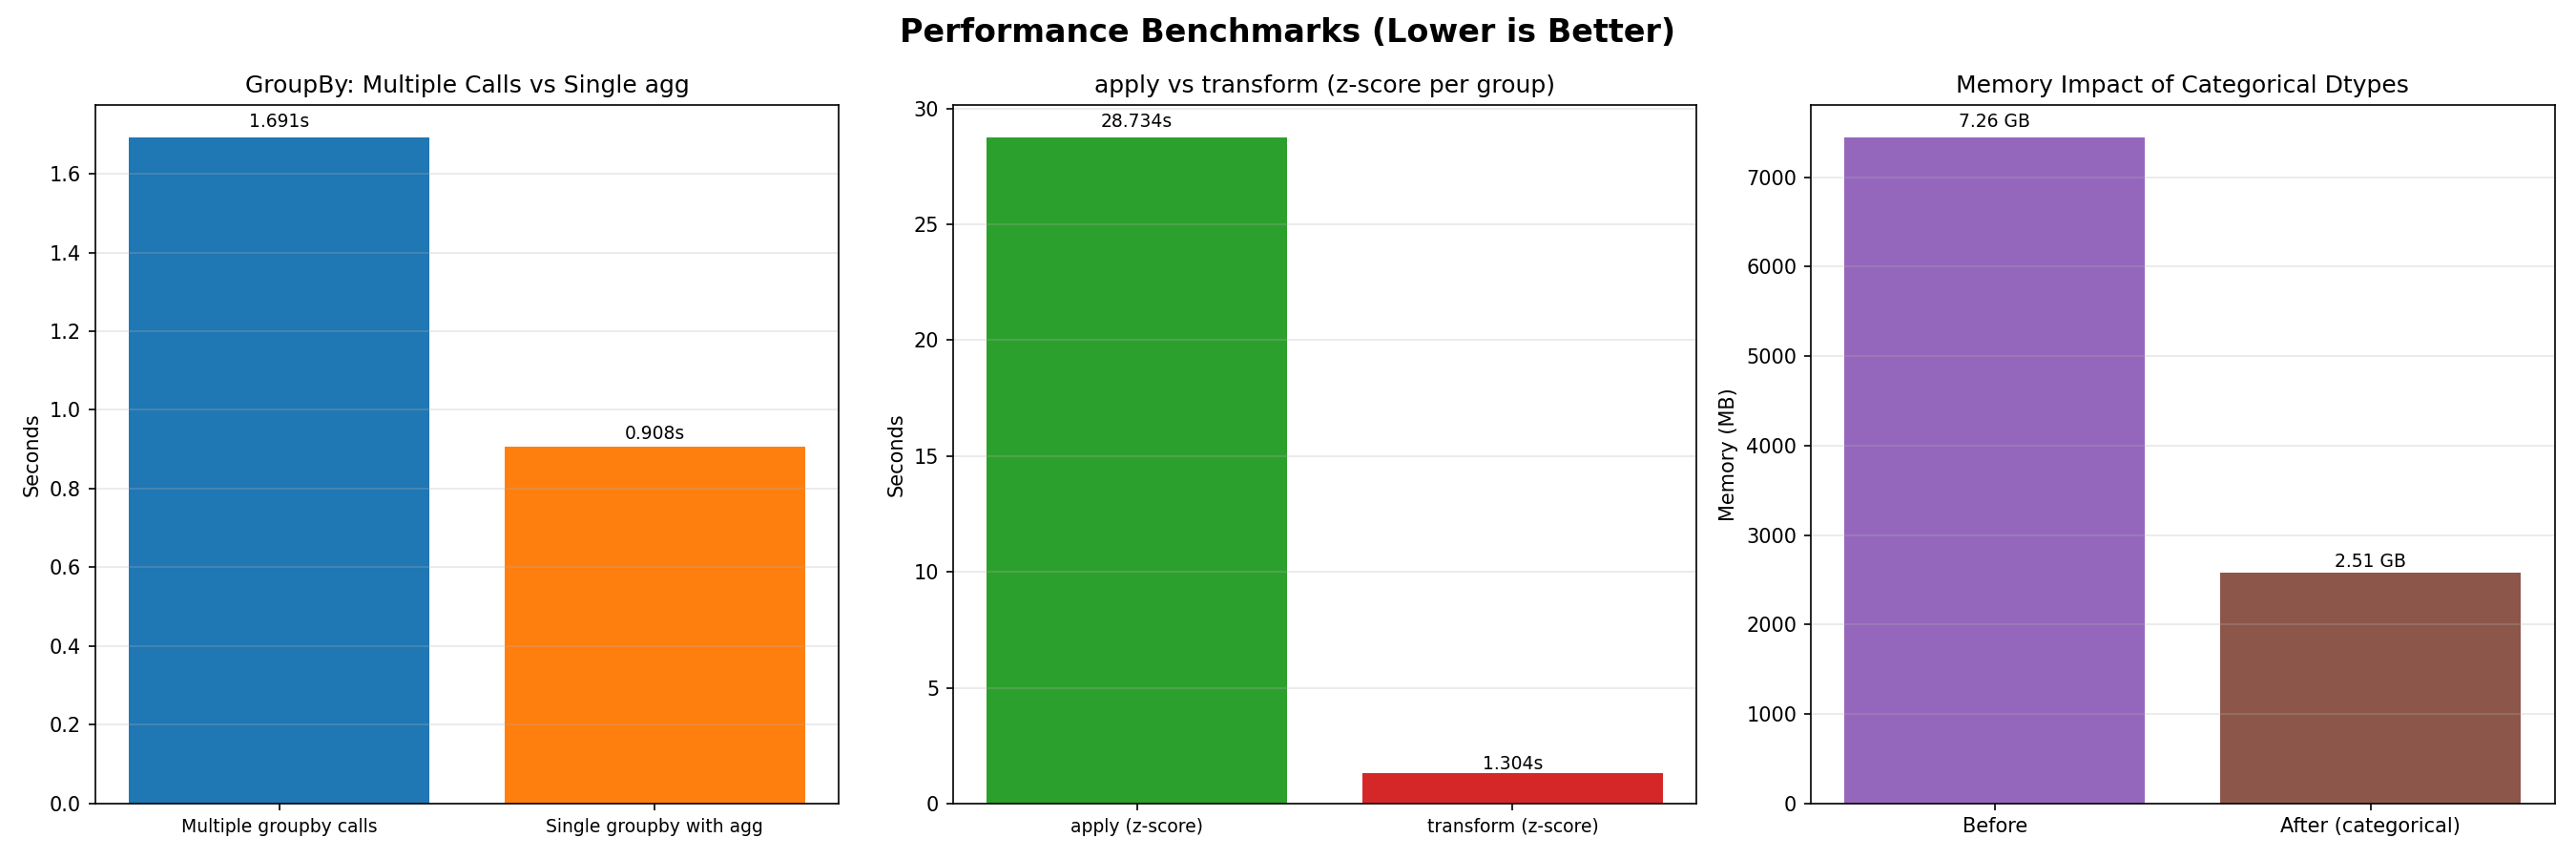 Performance Benchmarks (Lower is Better)
GroupBy: Multiple Calls vs Single agg
Seconds
1.6
1.4
1.2
1.0
0.8
0.6
0.4
0.2
0.0
1.691s
0.908s
Multiple groupby calls
Single groupby with agg
apply vs transform (z-score per group)
Seconds
30
25
20
15
10
5
0
28.734s
1.304s
apply (z-score)
transform (z-score)
Memory Impact of Categorical Dtypes
Memory (MB)
7000
6000
5000
4000
3000
2000
1000
0
7.26 GB
2.51 GB
Before
After (categorical)